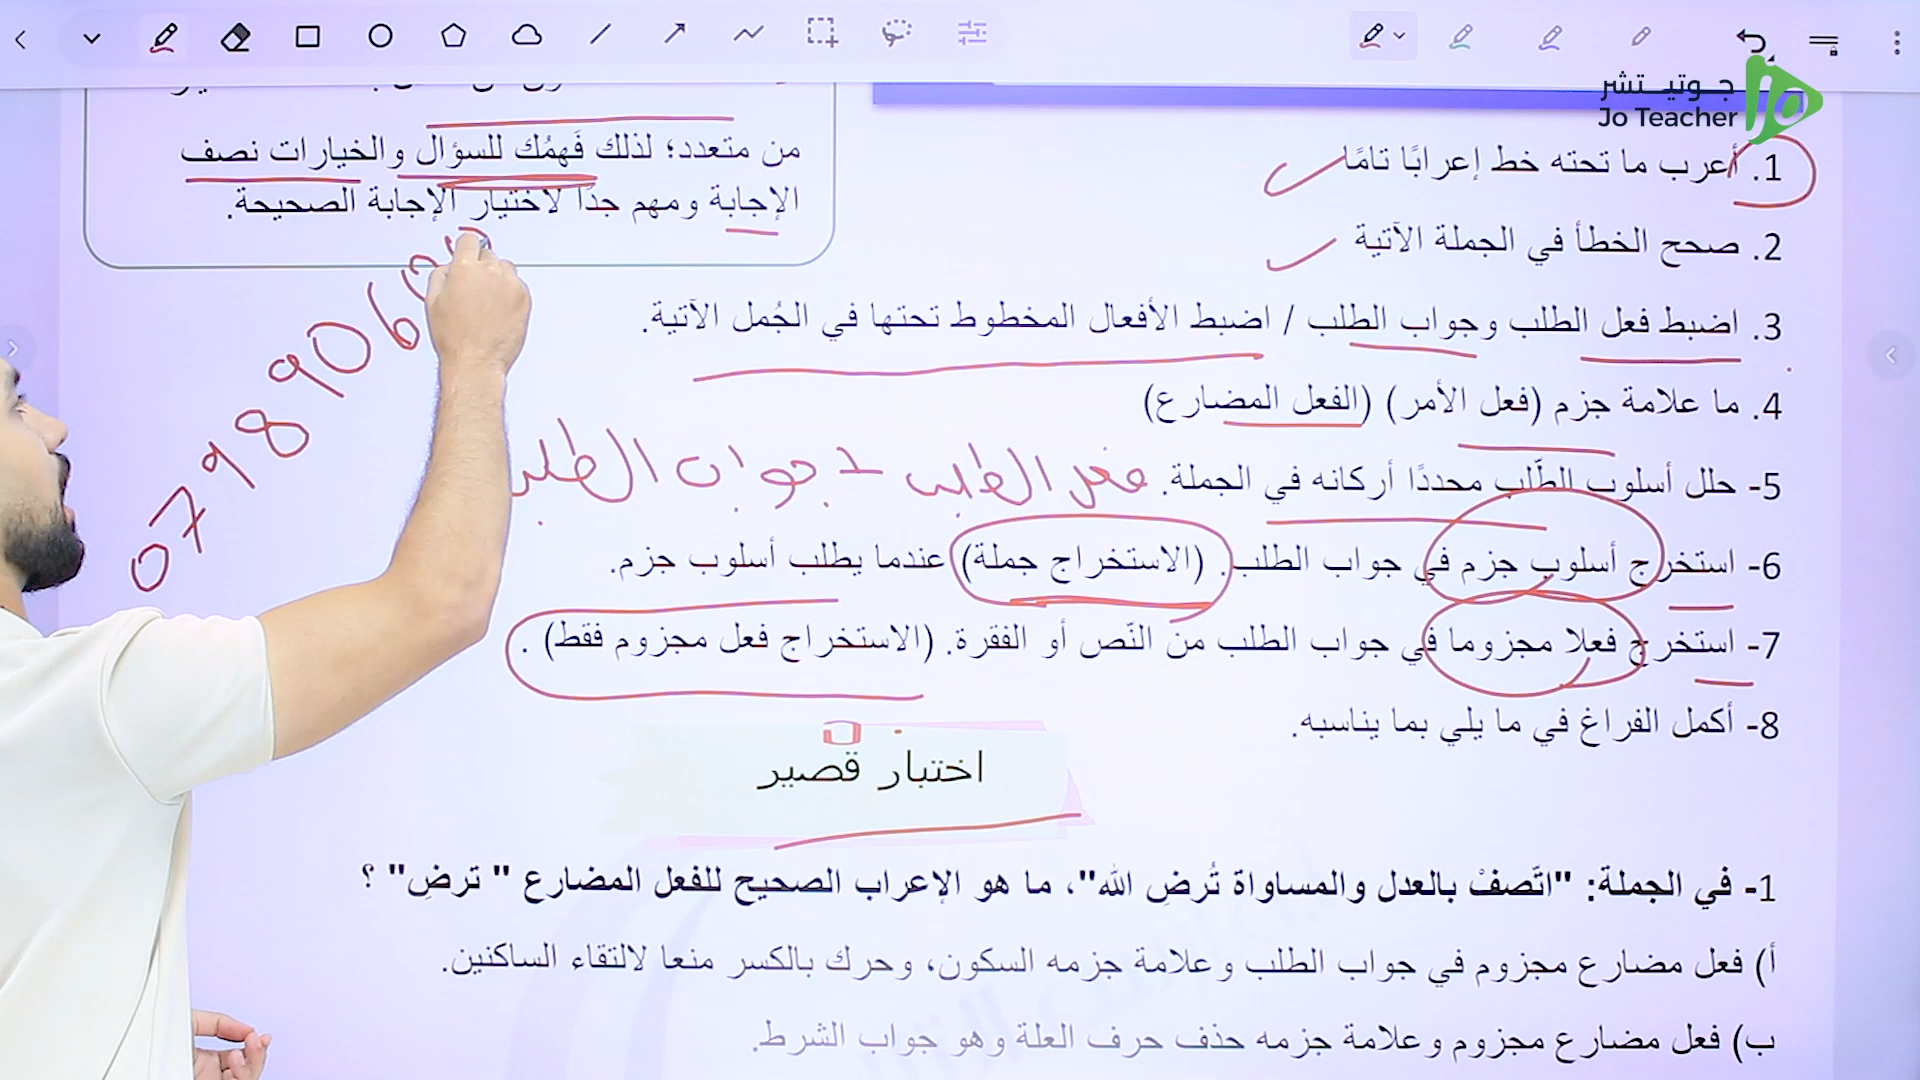 جــوتيـــتشر
Jo Teacher
من متعدد؛ لذلك فَهمُك للسؤال والخيارات نصف
الإجابة ومهم جدًا لاختيار الإجابة الصحيحة.
1. أعرب ما تحته خط إعرابًا تامًا
2. صحح الخطأ في الجملة الآتية
3. اضبط فعل الطلب وجواب الطلب / اضبط الأفعال المخطوط تحتها في الجُمل الآتية.
4. ما علامة جزم (فعل الأمر) (الفعل المضارع)
5- حلل أسلوب الطّلب محددًا أركانه في الجملة. فعل الطلب + جواب الطلب
6- استخرج أسلوب جزم في جواب الطلب. (الاستخراج جملة) عندما يطلب أسلوب جزم.
7- استخرج فعلا مجزوما في جواب الطلب من النّص أو الفقرة. (الاستخراج فعل مجزوم فقط) .
8- أكمل الفراغ في ما يلي بما يناسبه.
0798906
اختبار قصير
1- في الجملة: "اتّصفْ بالعدل والمساواة تُرضِ الله"، ما هو الإعراب الصحيح للفعل المضارع " ترضِ" ؟
أ) فعل مضارع مجزوم في جواب الطلب وعلامة جزمه السكون، وحرك بالكسر منعا لالتقاء الساكنين.
ب) فعل مضارع مجزوم وعلامة جزمه حذف حرف العلة وهو جواب الشرط.